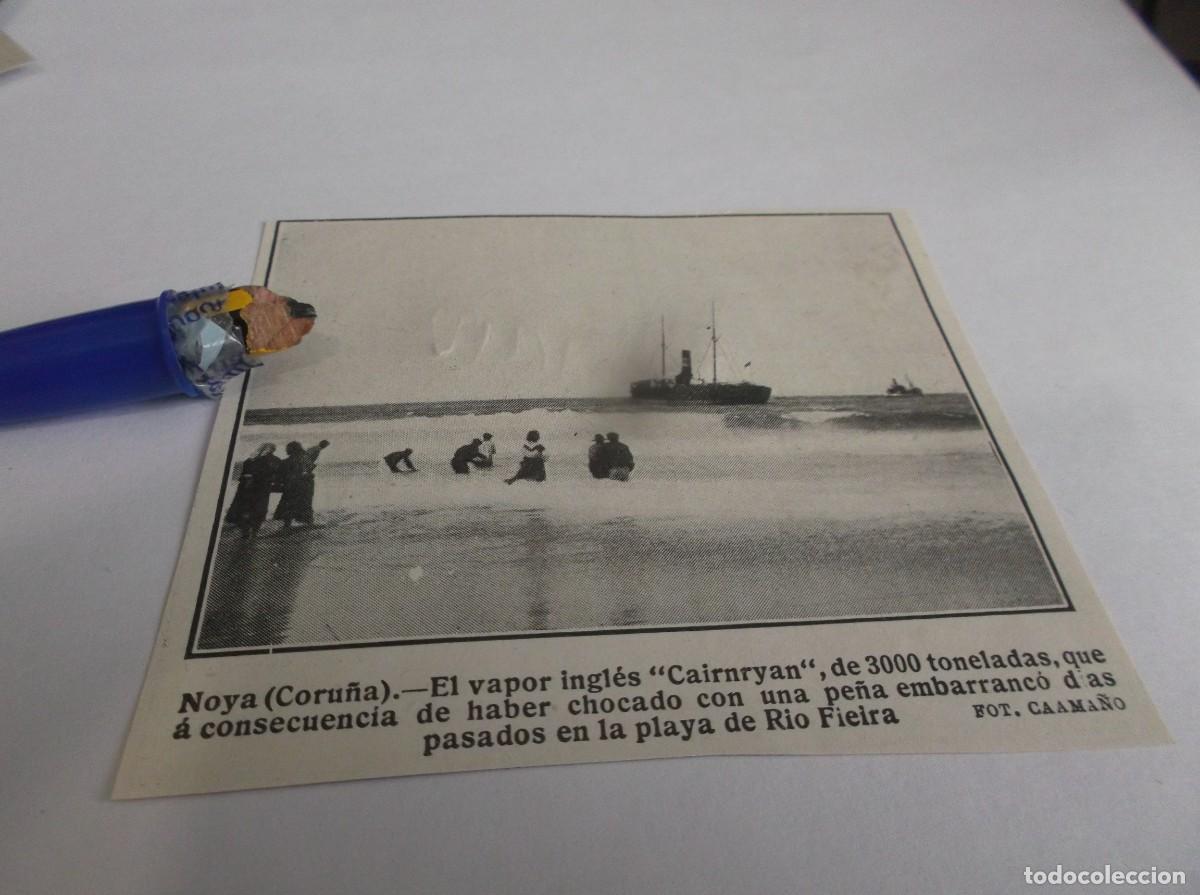 Noya (Coruña).—El vapor inglés “Cairnryan“, de 3000 toneladas, que
á consecuencia de haber chocado con una peña embarrancó d'as
pasados en la playa de Rio Fieira
FOT. CAAMAÑO
todocoleccion